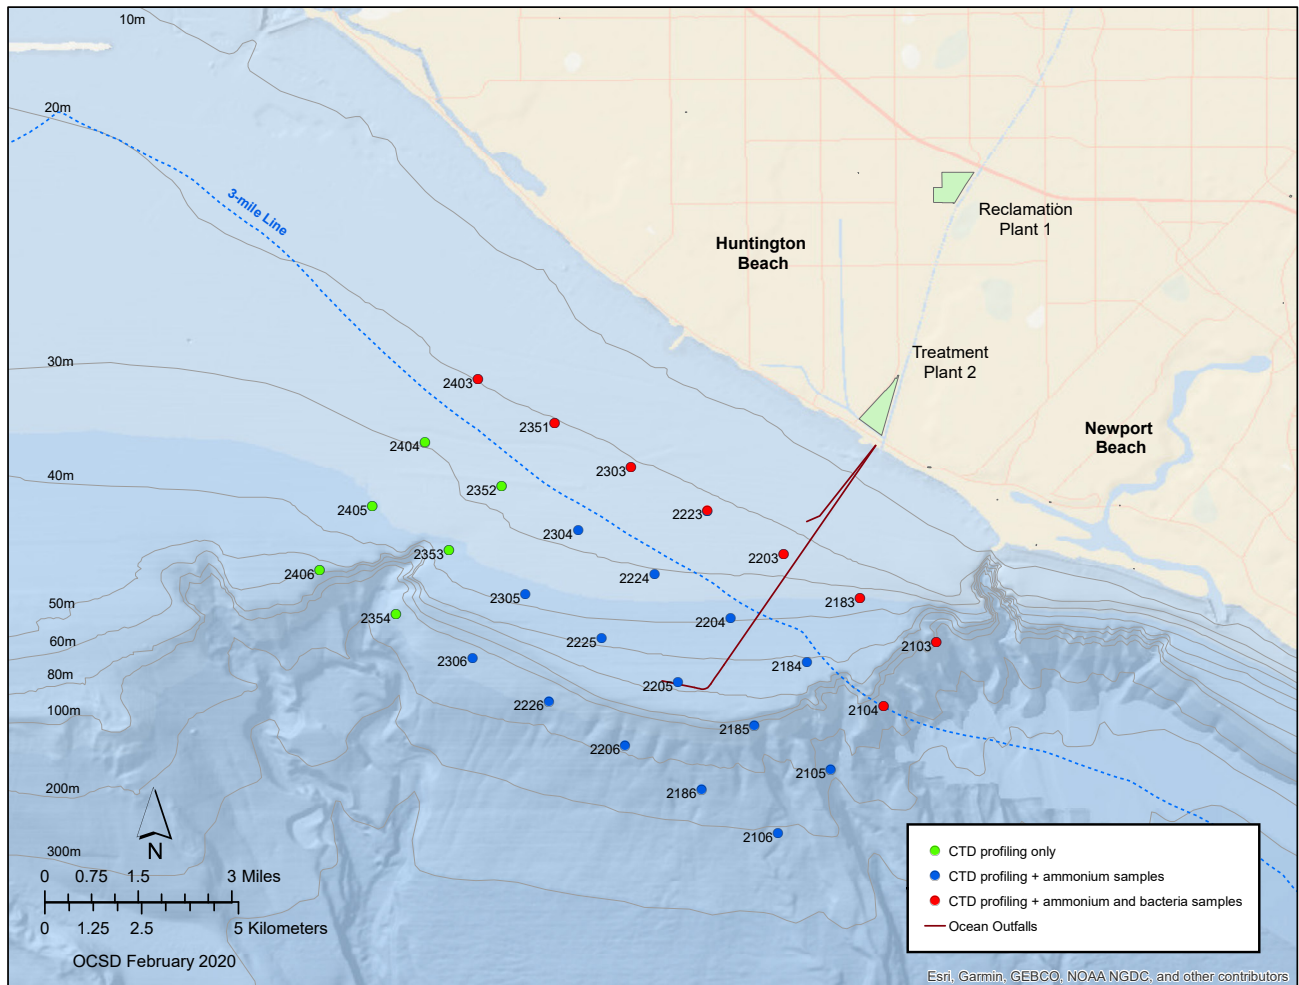 10m
20m
3-mile Line
Reclamation
Plant 1
Huntington
Beach
Treatment
Plant 2
30m
2403
2351
Newport
Beach
2404
2303
40m
2352
2405
2223
2304
2353
2203
2406
2224
2305
50m
2183
2354
2204
60m
2225
2103
2306
2184
80m
2205
100m
2226
2104
2185
2206
2105
200m
2186
2106
300m
N
0 0.75 1.5 3 Miles
0 1.25 2.5 5 Kilometers
OCSD February 2020
CTD profiling only
CTD profiling + ammonium samples
CTD profiling + ammonium and bacteria samples
Ocean Outfalls
Esri, Garmin, GEBCO, NOAA NGDC, and other contributors